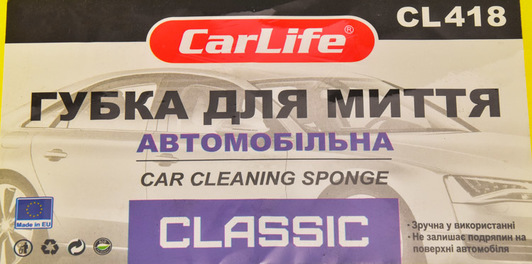 CarLife®
CL418
ГУБКА ДЛЯ МИТТЯ
АВТОМОБІЛЬНА
CAR CLEANING SPONGE
CLASSIC
Made in EU
- Зручна у використанні
- Не залишає подряпин на
поверхні автомобіля